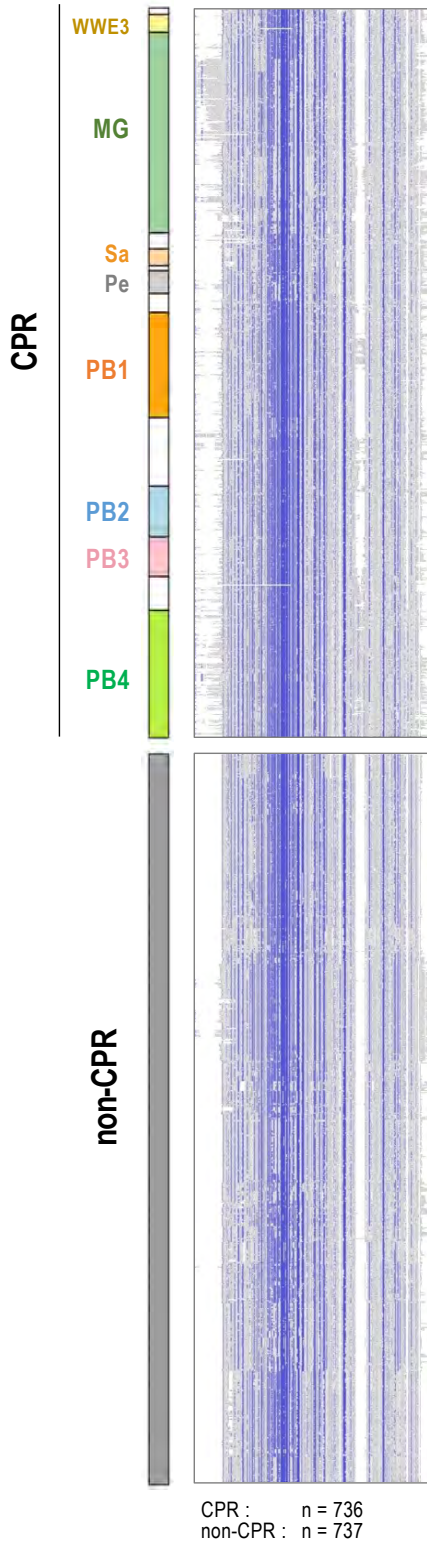 WWE3
MG
Sa
Pe
CPR
PB1
PB2
PB3
PB4
non-CPR
CPR : n = 736
non-CPR : n = 737